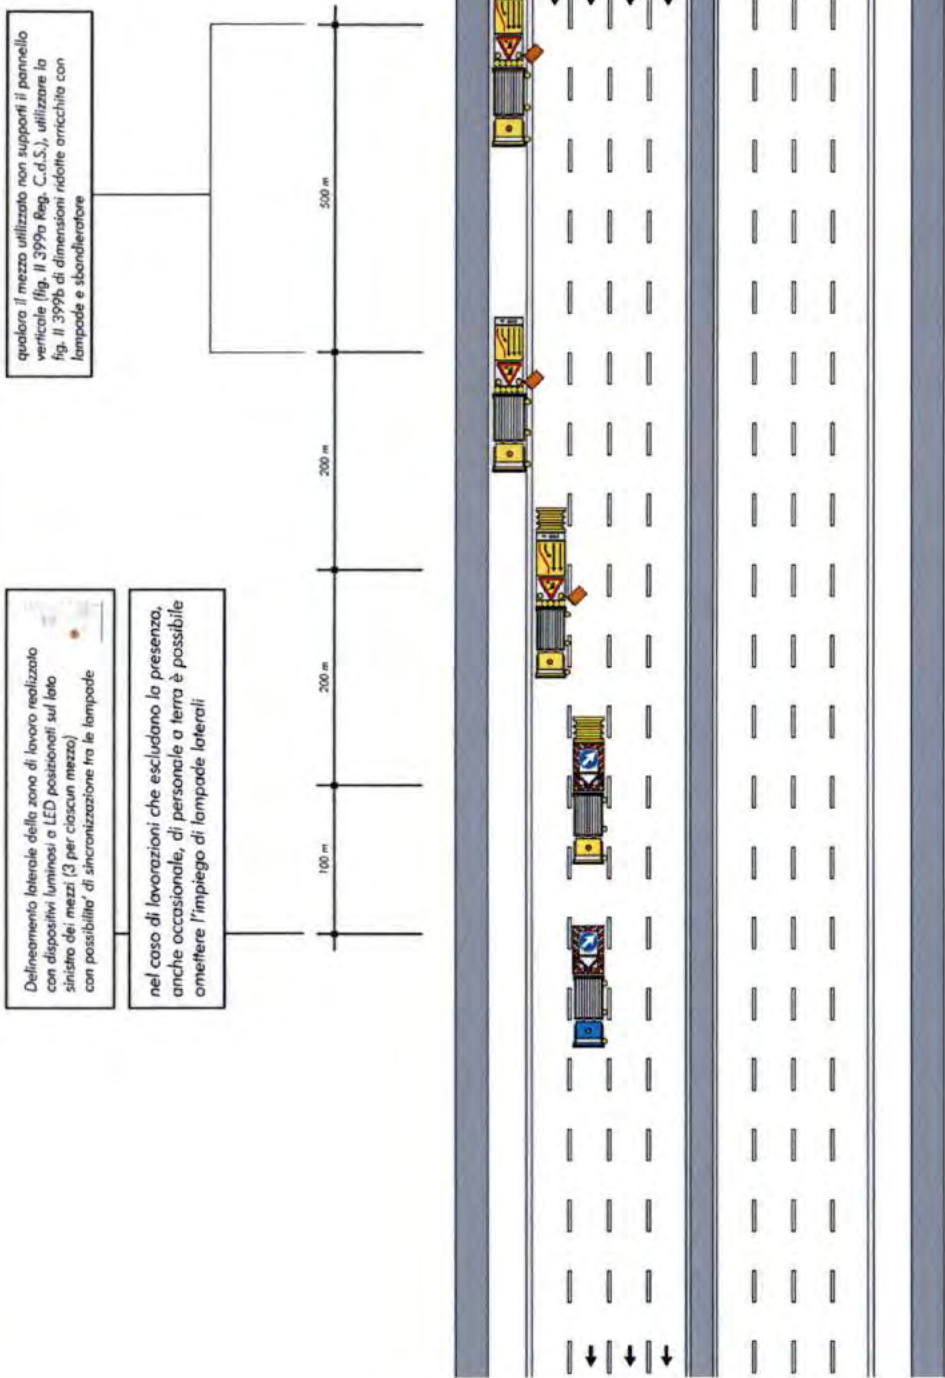 Delineamento laterale della zona di lavoro realizzato
con dispositivi luminosi a LED posizionati sul lato
sinistro dei mezzi (3 per ciascun mezzo)
con possibilita' di sincronizzazione tra le lampade
nel caso di lavorazioni che escludano la presenza,
anche occasionale, di personale a terra è possibile
omettere l'impiego di lampade laterali
qualora il mezzo utilizzato non supporti il pannello
verticale (fig. II 399a Reg. C.d.S.), utilizzare la
fig. II 399b di dimensioni ridotte arricchita con
lampade e sbandieratore
100 m
200 m
200 m
500 m